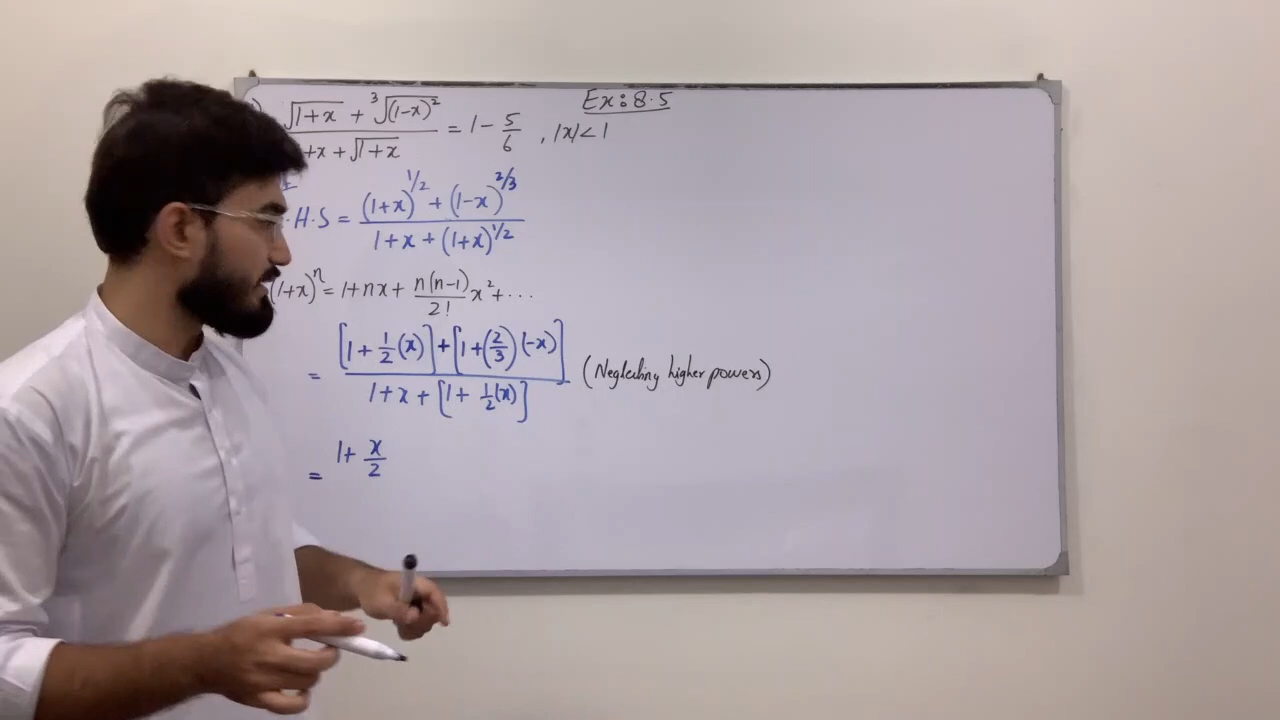 Ex: 8.5
(√(1+x) + ∛((1-x)²)) / (+x + √(1+x)) = 1 - 5/6 , |x| < 1
.H.S = ((1+x)^(1/2) + (1-x)^(2/3)) / (1+x+(1+x)^(1/2))
(1+x)^n = 1+nx+ (n(n-1))/(2!) x² + ...
= ([1 + 1/2 (x)] + [1 + (2/3)(-x)]) / (1+x+[1 + 1/2 (x)]) (Neglecting higher powers)
= 1 + x/2